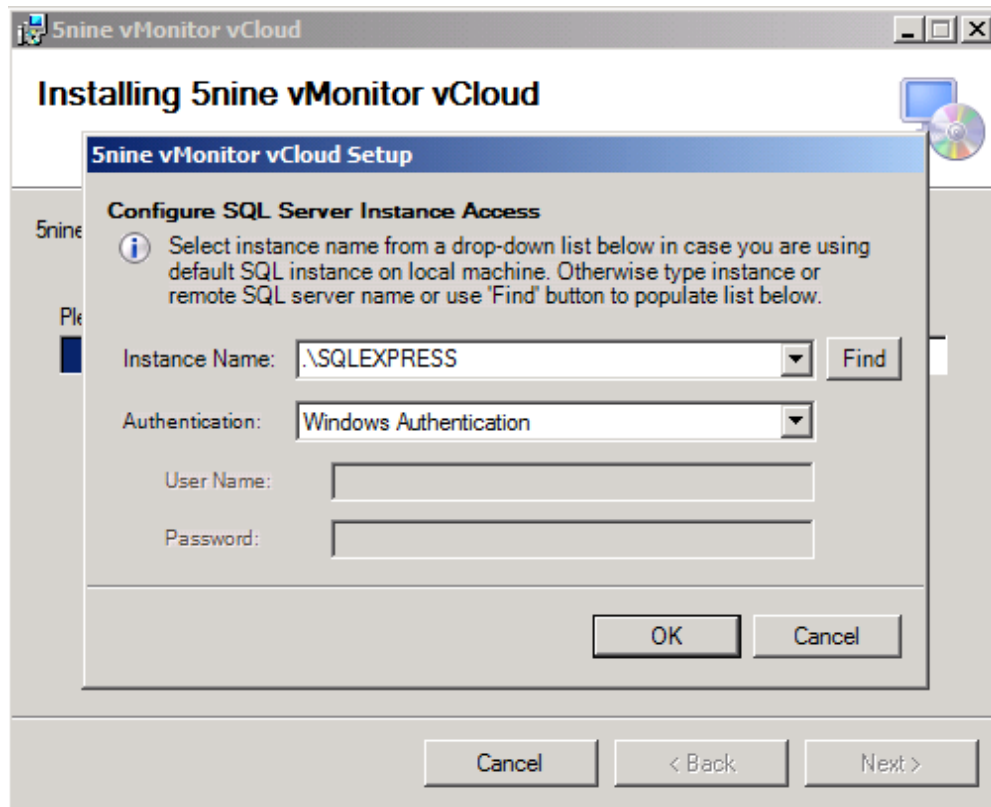 5nine vMonitor vCloud
Installing 5nine vMonitor vCloud
5nine vMonitor vCloud Setup
Configure SQL Server Instance Access
Select instance name from a drop-down list below in case you are using
default SQL instance on local machine. Otherwise type instance or
remote SQL server name or use 'Find' button to populate list below.
5nine
Ple
Instance Name: .\SQLEXPRESS Find
Authentication: Windows Authentication
User Name:
Password:
OK Cancel
Cancel < Back Next >